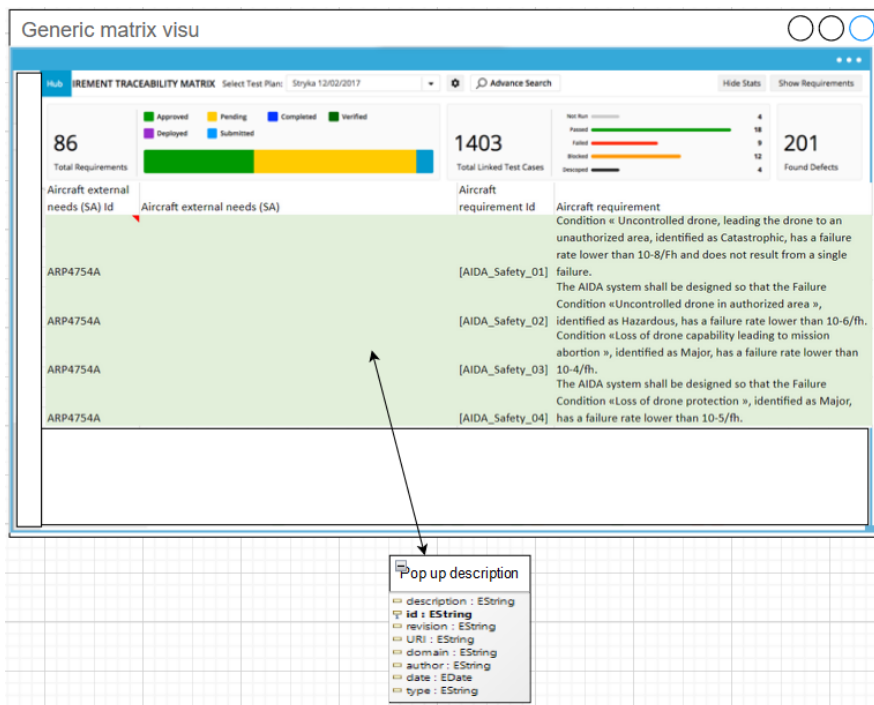 Generic matrix visu
Hub IREMENT TRACEABILITY MATRIX Select Test Plan: Stryka 12/02/2017 Advance Search Hide Stats Show Requirements
86
Total Requirements
Approved Pending Completed Verified
Deployed Submitted
1403
Total Linked Test Cases
Not Run 4
Passed 18
Failed 9
Blocked 12
Descoped 4
201
Found Defects
Aircraft external
needs (SA) Id
Aircraft external needs (SA)
Aircraft
requirement Id
Aircraft requirement
Condition « Uncontrolled drone, leading the drone to an
unauthorized area, identified as Catastrophic, has a failure
rate lower than 10-8/Fh and does not result from a single
ARP4754A [AIDA_Safety_01] failure.
The AIDA system shall be designed so that the Failure
Condition «Uncontrolled drone in authorized area »,
ARP4754A [AIDA_Safety_02] identified as Hazardous, has a failure rate lower than 10-6/fh.
Condition «Loss of drone capability leading to mission
abortion », identified as Major, has a failure rate lower than
ARP4754A [AIDA_Safety_03] 10-4/fh.
The AIDA system shall be designed so that the Failure
Condition «Loss of drone protection », identified as Major,
ARP4754A [AIDA_Safety_04] has a failure rate lower than 10-5/fh.
Pop up description
description : EString
id : EString
revision : EString
URI : EString
domain : EString
author : EString
date : EDate
type : EString